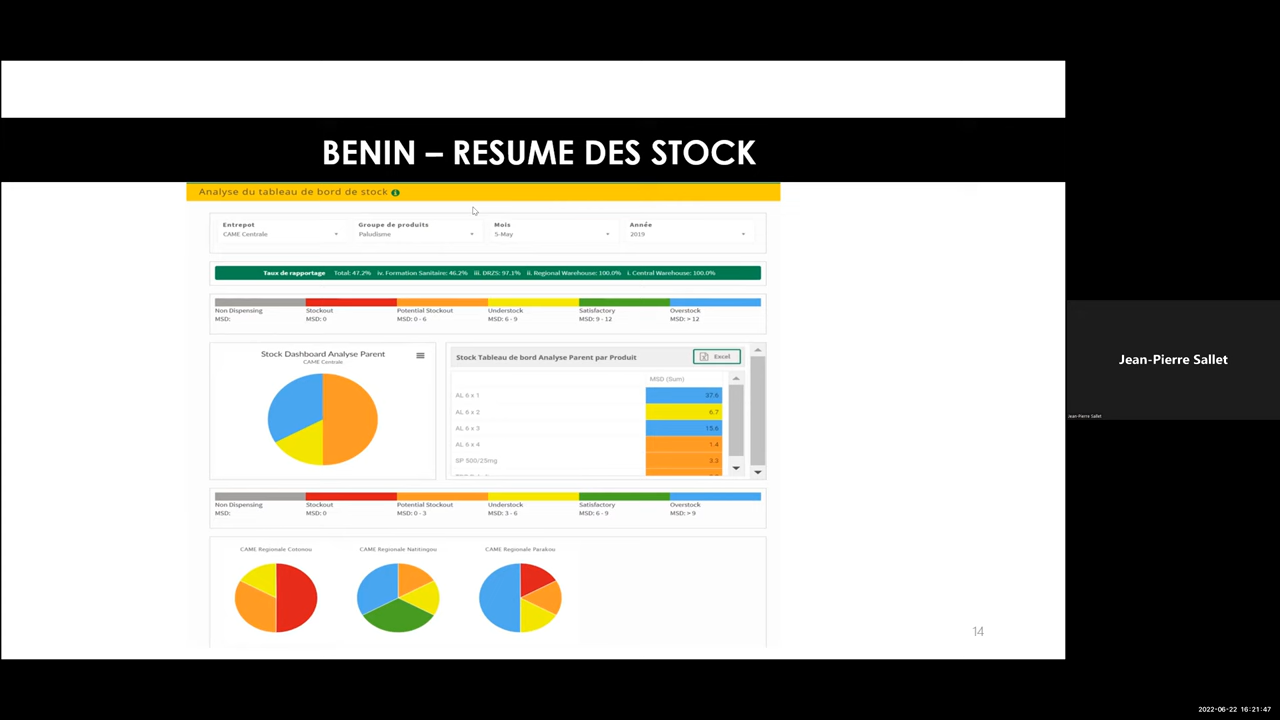 BENIN – RESUME DES STOCK
Analyse du tableau de bord de stock
Entrepot Groupe de produits Mois Année
CAME Centrale Paludisme 5-May 2019
Taux de rapportage Total: 47.2% iv. Formation Sanitaire: 46.2% iii. DRZS: 97.1% ii. Regional Warehouse: 100.0% i. Central Warehouse: 100.0%
Non Dispensing Stockout Potential Stockout Understock Satisfactory Overstock
MSD: MSD: 0 MSD: 0 - 6 MSD: 6 - 9 MSD: 9 - 12 MSD: > 12
Stock Dashboard Analyse Parent
CAME Centrale
Stock Tableau de bord Analyse Parent par Produit Excel
MSD (Sum)
AL 6 x 1 37.6
AL 6 x 2 6.7
AL 6 x 3 15.6
AL 6 x 4 1.4
SP 500/25mg 3.3
Non Dispensing Stockout Potential Stockout Understock Satisfactory Overstock
MSD: MSD: 0 MSD: 0 - 3 MSD: 3 - 6 MSD: 6 - 9 MSD: > 9
CAME Regionale Cotonou CAME Regionale Natitingou CAME Regionale Parakou
14
Jean-Pierre Sallet
Jean-Pierre Sallet
2022-06-22 16:21:47